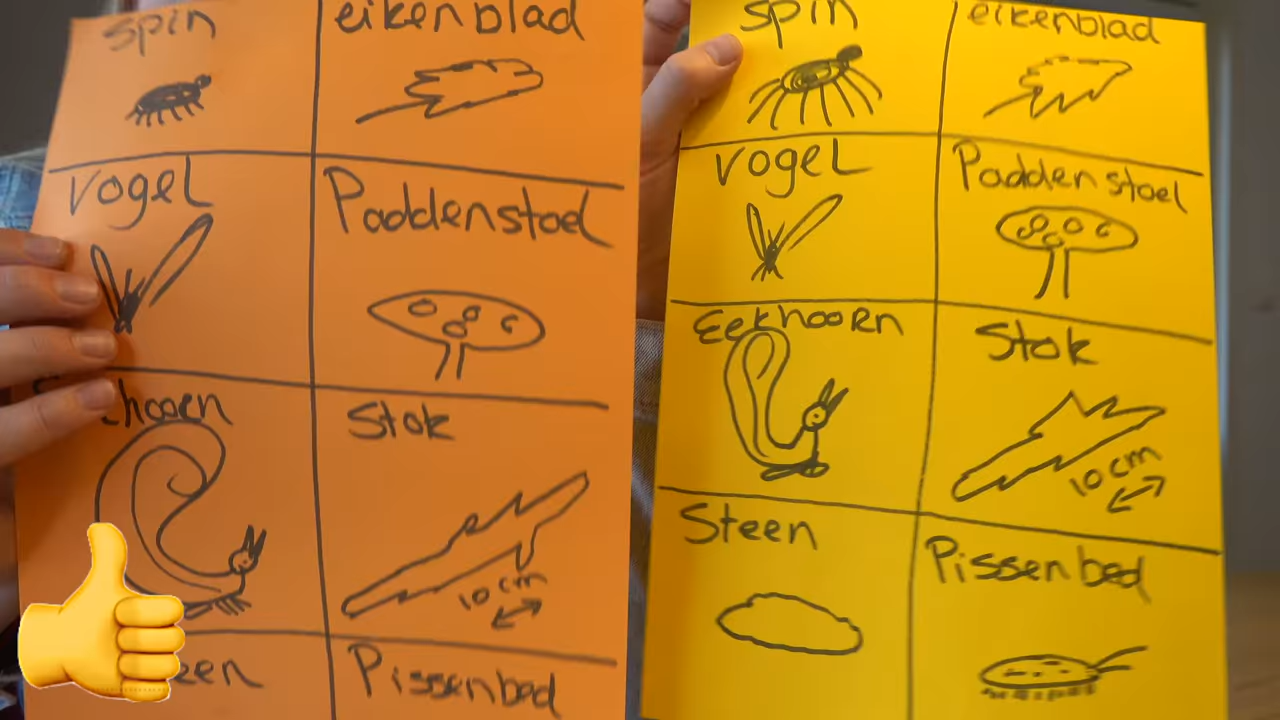 spin
eikenblad
vogel
Paddenstoel
Stok
10 cm
Pissenbed
spin
eikenblad
vogel
Paddenstoel
Eekhoorn
Stok
10 cm
Steen
Pissenbed